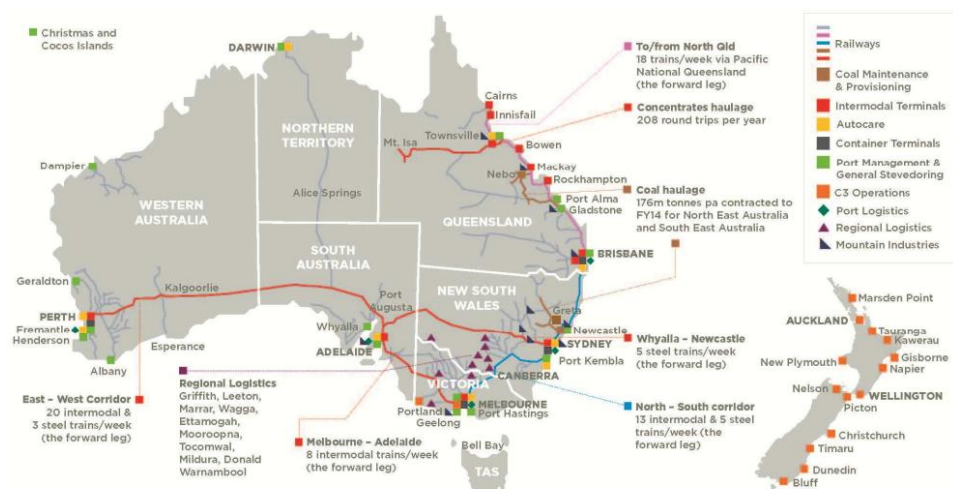 Christmas and
Cocos Islands
DARWIN
To/from North Qld
18 trains/week via Pacific
National Queensland
(the forward leg)
Concentrates haulage
208 round trips per year
Cairns
Innisfail
Townsville
Mt. Isa
Bowen
Mackay
Nebo
Rockhampton
Coal haulage
176m tonnes pa contracted to
FY14 for North East Australia
and South East Australia
Port Alma
Gladstone
NORTHERN
TERRITORY
Dampier
Alice Springs
WESTERN
AUSTRALIA
QUEENSLAND
SOUTH
AUSTRALIA
BRISBANE
Geraldton
Kalgoorlie
Port
Augusta
NEW SOUTH
WALES
PERTH
Fremantle
Henderson
Esperance
Albany
Whyalla
ADELAIDE
Greta
Newcastle
SYDNEY
Port Kembla
CANBERRA
Whyalla – Newcastle
5 steel trains/week
(the forward leg)
East – West Corridor
20 intermodal &
3 steel trains/week
(the forward leg)
Regional Logistics
Griffith, Leeton,
Marrar, Wagga,
Ettamogah,
Mooroopna,
Tocomwal,
Mildura, Donald
Warnambool
VICTORIA
Portland
Geelong
MELBOURNE
Port Hastings
Melbourne – Adelaide
8 intermodal trains/week
(the forward leg)
North – South corridor
13 intermodal & 5 steel
trains/week (the
forward leg)
Bell Bay
TAS
Railways
Coal Maintenance
& Provisioning
Intermodal Terminals
Autocare
Container Terminals
Port Management &
General Stevedoring
C3 Operations
Port Logistics
Regional Logistics
Mountain Industries
Marsden Point
AUCKLAND
Tauranga
Kawerau
New Plymouth
Gisborne
Napier
Nelson
WELLINGTON
Picton
Christchurch
Timaru
Dunedin
Bluff